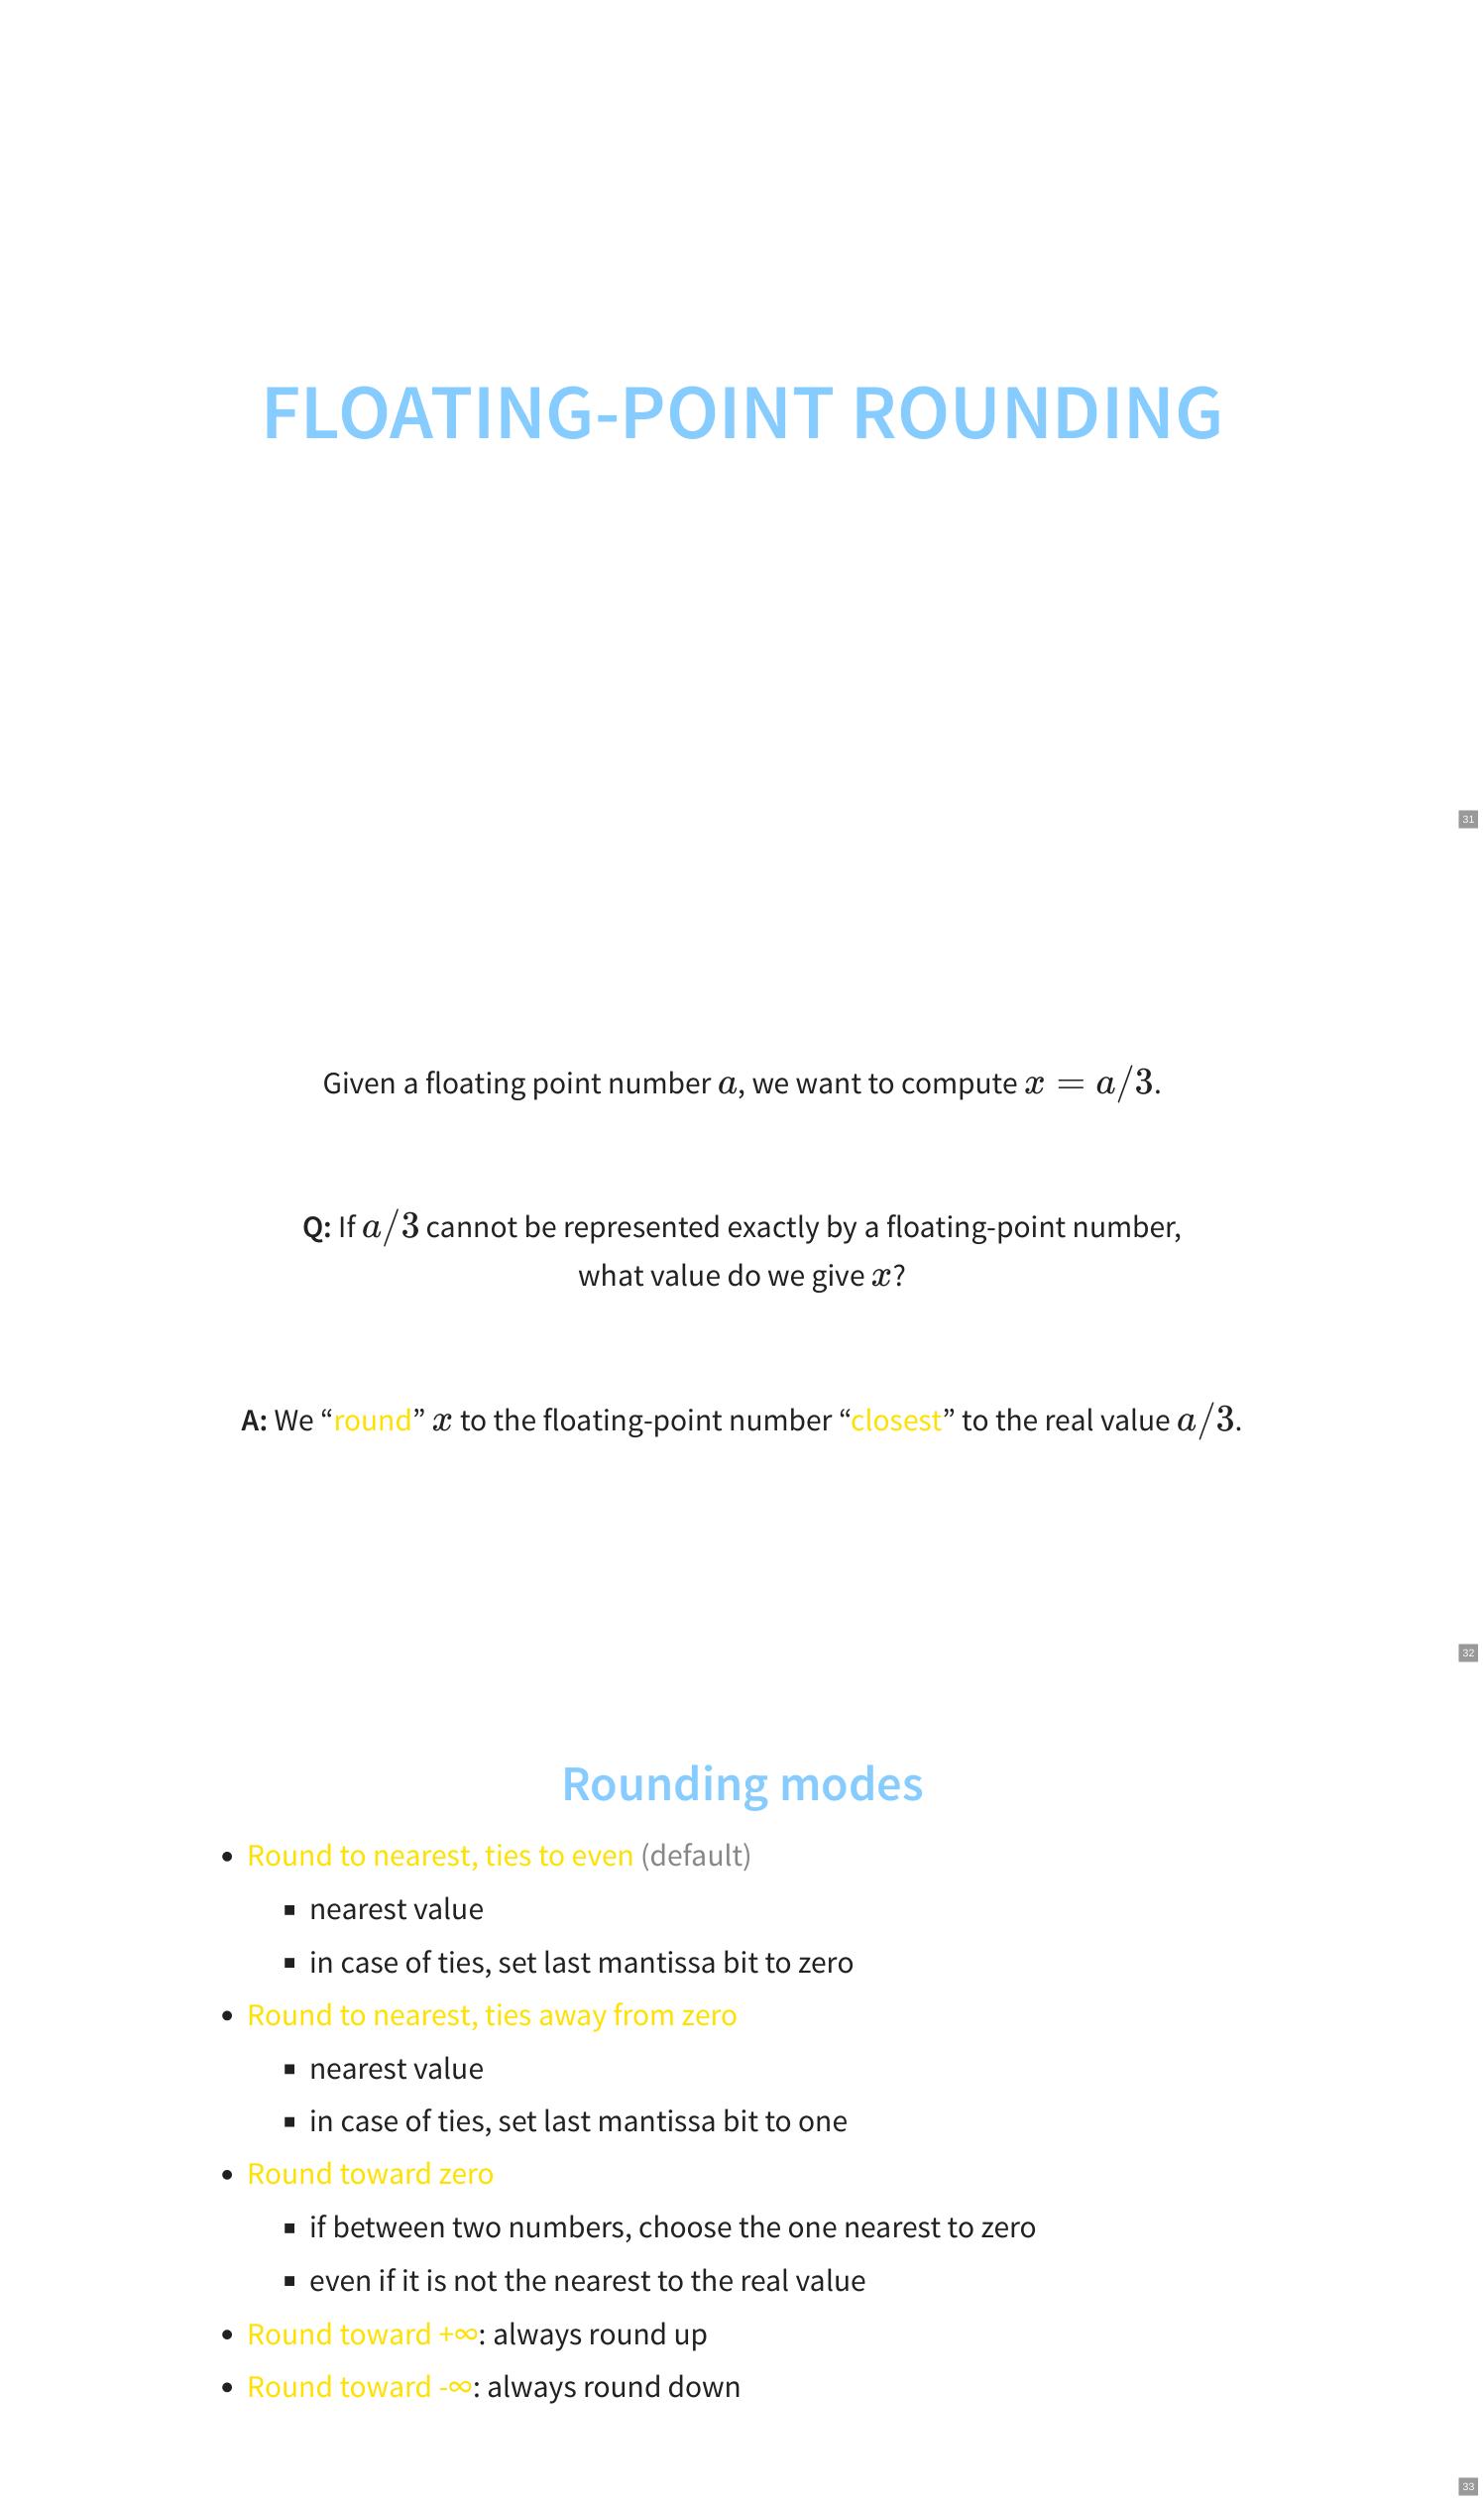 FLOATING-POINT ROUNDING
31
Given a floating point number a, we want to compute x = a/3.
Q: If a/3 cannot be represented exactly by a floating-point number,
what value do we give x?
A: We “round” x to the floating-point number “closest” to the real value a/3.
32
Rounding modes
• Round to nearest, ties to even (default)
▪ nearest value
▪ in case of ties, set last mantissa bit to zero
• Round to nearest, ties away from zero
▪ nearest value
▪ in case of ties, set last mantissa bit to one
• Round toward zero
▪ if between two numbers, choose the one nearest to zero
▪ even if it is not the nearest to the real value
• Round toward +∞: always round up
• Round toward -∞: always round down
33